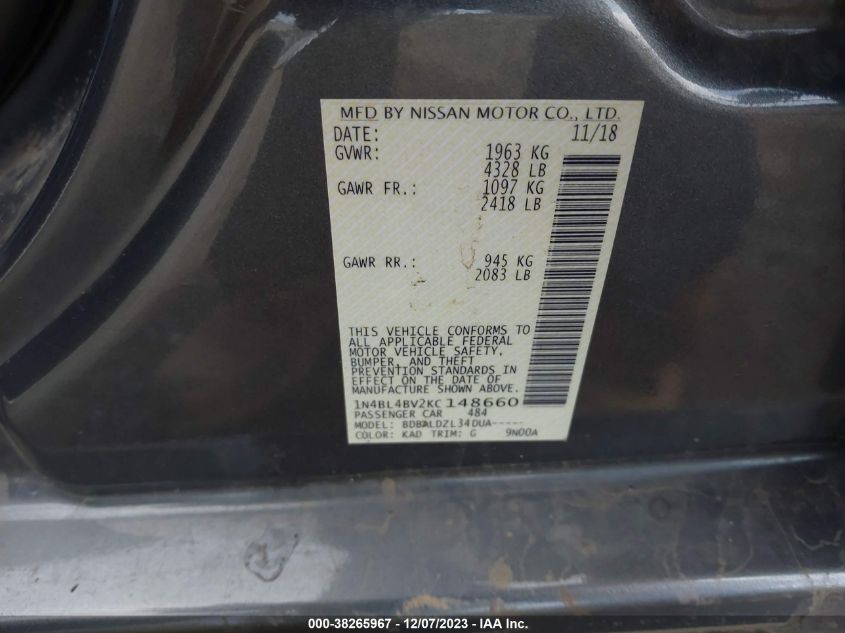 MFD BY NISSAN MOTOR CO., LTD.
DATE: 11/18
GVWR: 1963 KG
4328 LB
GAWR FR.: 1097 KG
2418 LB
GAWR RR.: 945 KG
2083 LB
THIS VEHICLE CONFORMS TO
ALL APPLICABLE FEDERAL
MOTOR VEHICLE SAFETY,
BUMPER, AND THEFT
PREVENTION STANDARDS IN
EFFECT ON THE DATE OF
MANUFACTURE SHOWN ABOVE.
1N4BL4BV2KC148660
PASSENGER CAR 484
MODEL: BDBALDZL34DUA-----
COLOR: KAD TRIM: G 9N00A
000-38265967 - 12/07/2023 - IAA Inc.